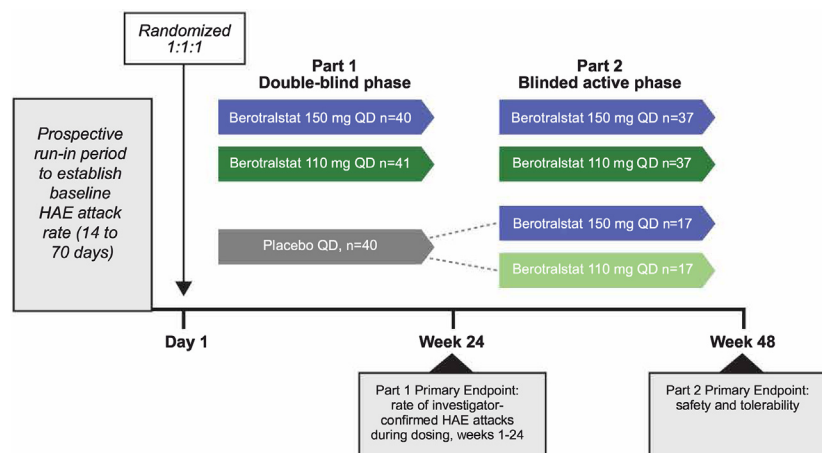 Randomized
1:1:1
Prospective
run-in period
to establish
baseline
HAE attack
rate (14 to
70 days)
Part 1
Double-blind phase
Berotralstat 150 mg QD n=40
Berotralstat 110 mg QD n=41
Placebo QD, n=40
Part 2
Blinded active phase
Berotralstat 150 mg QD n=37
Berotralstat 110 mg QD n=37
Berotralstat 150 mg QD n=17
Berotralstat 110 mg QD n=17
Day 1
Week 24
Week 48
Part 1 Primary Endpoint:
rate of investigator-
confirmed HAE attacks
during dosing, weeks 1-24
Part 2 Primary Endpoint:
safety and tolerability